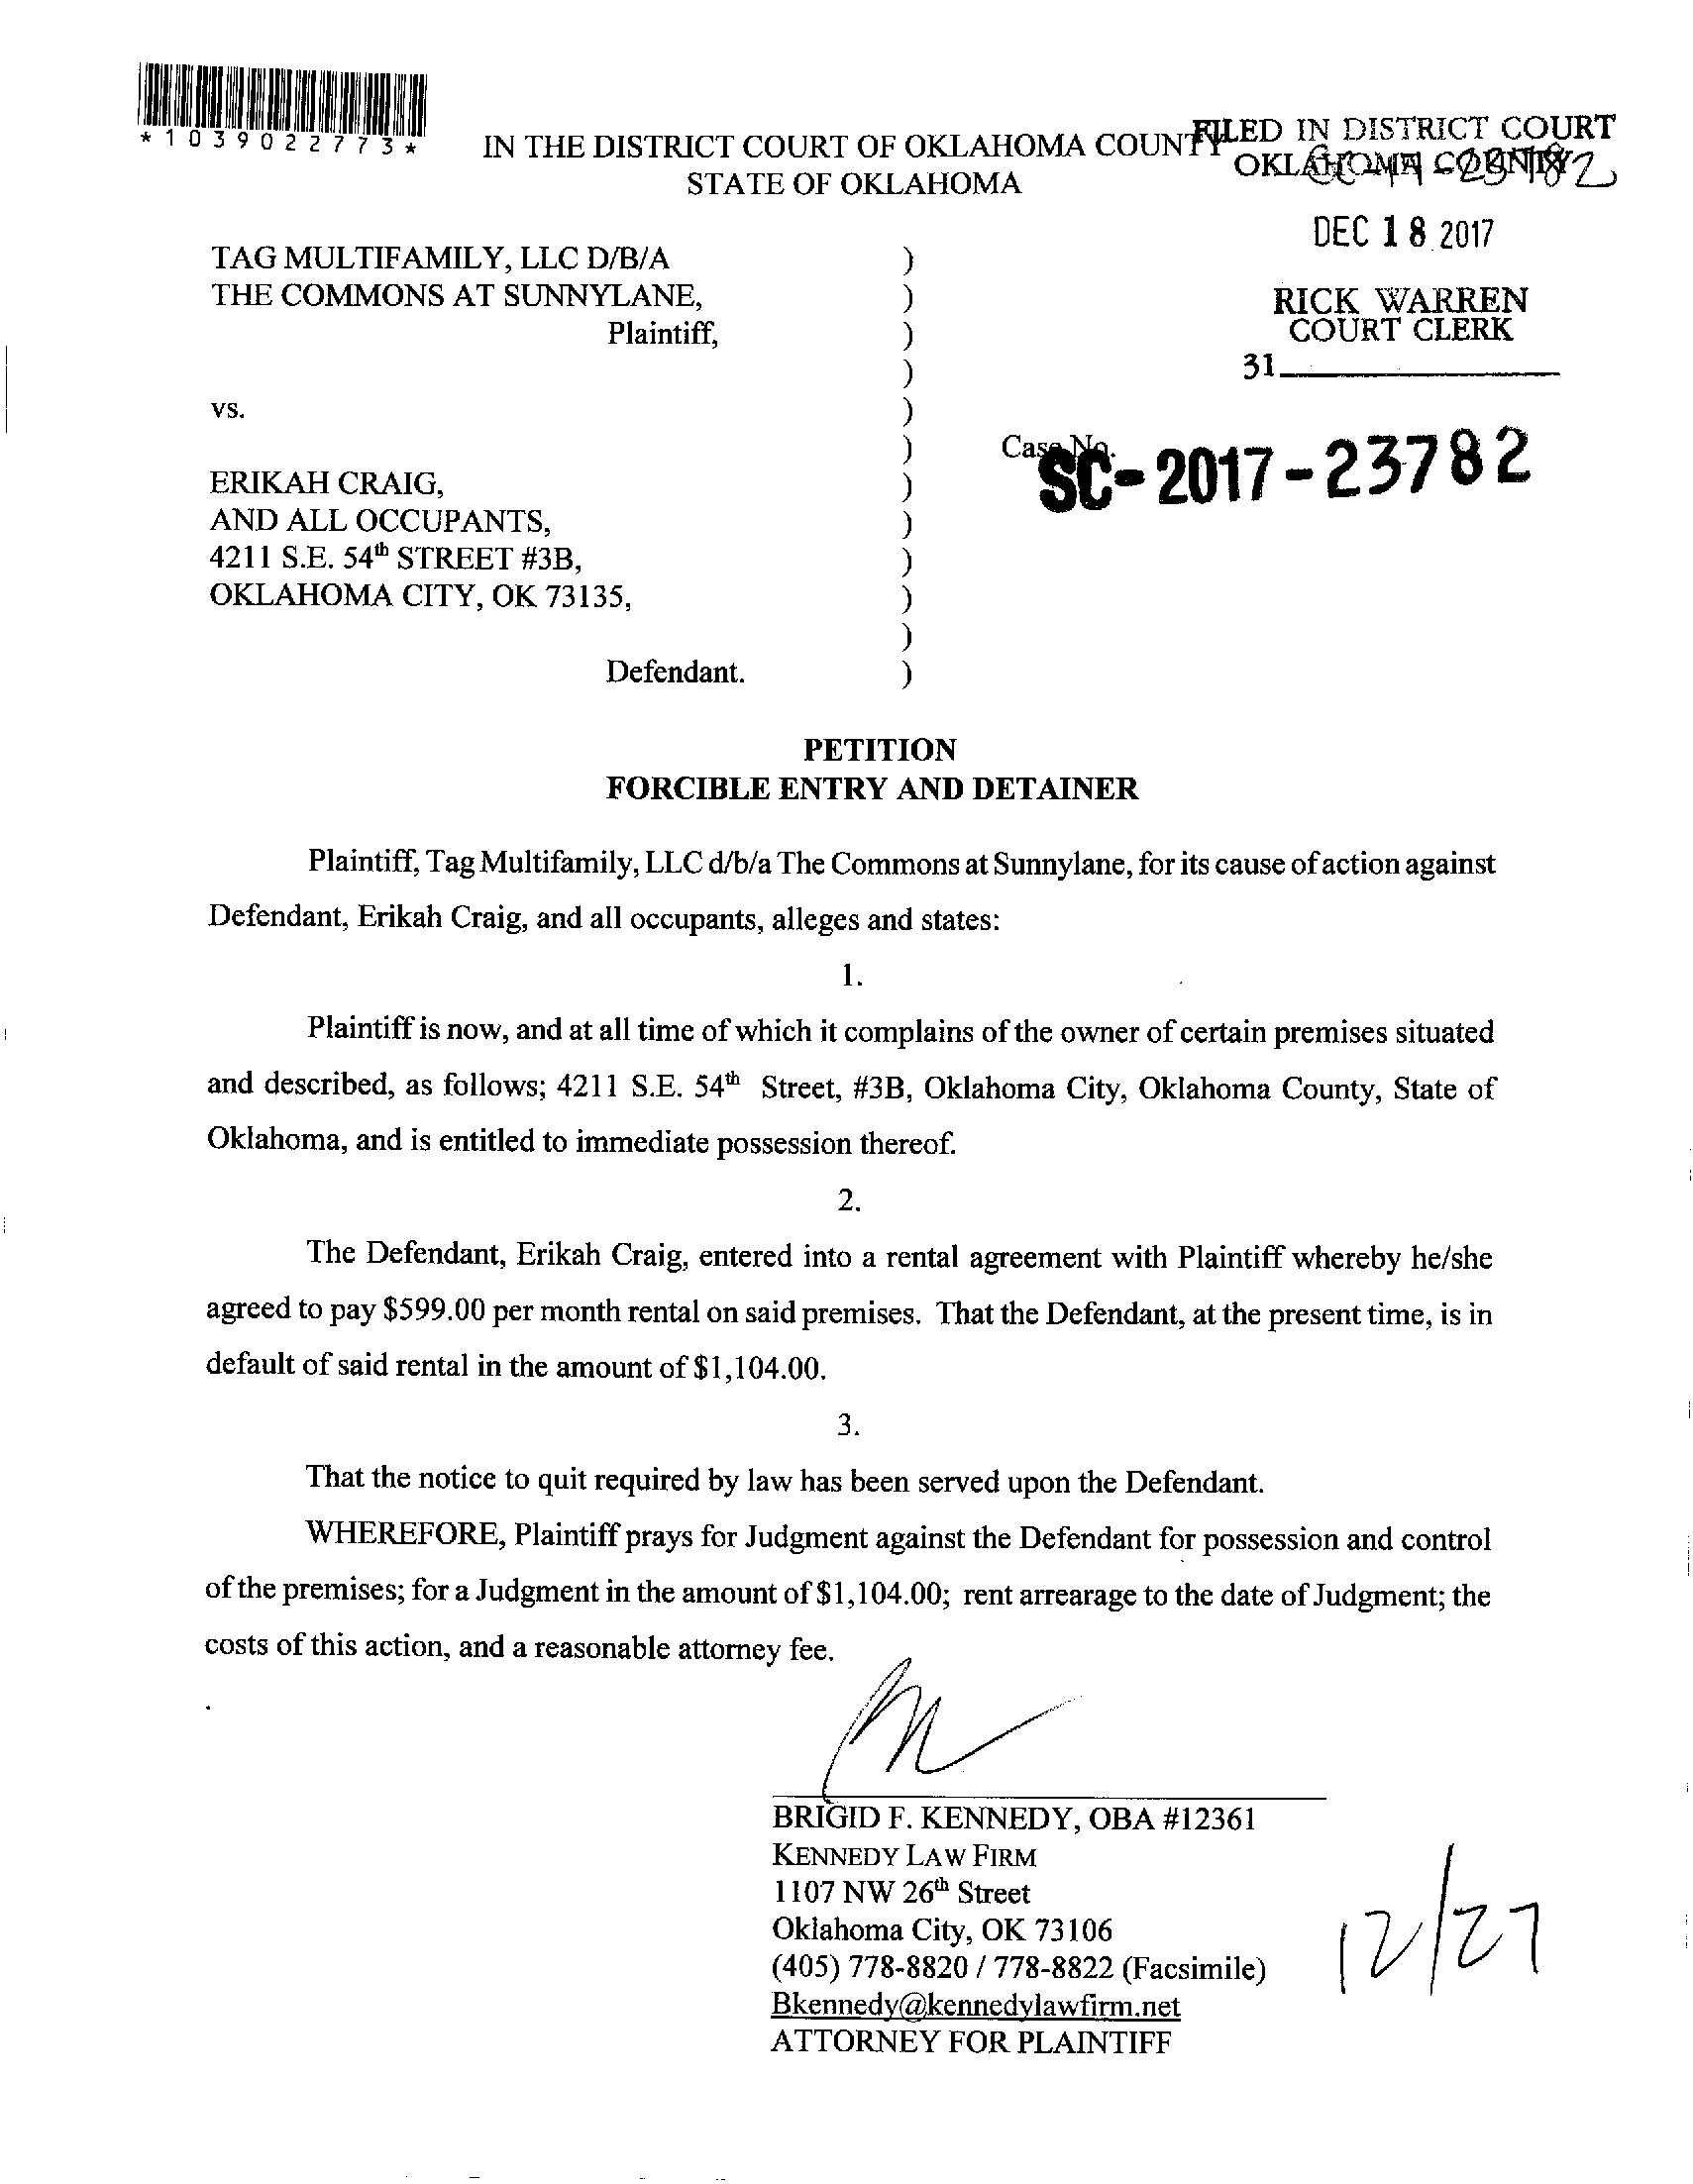 *1039022773*
IN THE DISTRICT COURT OF OKLAHOMA COUNTY
STATE OF OKLAHOMA
FILED IN DISTRICT COURT
OKLAHOMA COUNTY
DEC 18 2017
RICK WARREN
COURT CLERK
31
TAG MULTIFAMILY, LLC D/B/A )
THE COMMONS AT SUNNYLANE, )
Plaintiff, )
)
vs. )
)
Case No.
SC-2017-23782
ERIKAH CRAIG, )
AND ALL OCCUPANTS, )
4211 S.E. 54th STREET #3B, )
OKLAHOMA CITY, OK 73135, )
)
Defendant. )
PETITION
FORCIBLE ENTRY AND DETAINER
Plaintiff, Tag Multifamily, LLC d/b/a The Commons at Sunnylane, for its cause of action against
Defendant, Erikah Craig, and all occupants, alleges and states:
1.
Plaintiff is now, and at all time of which it complains of the owner of certain premises situated
and described, as follows; 4211 S.E. 54th Street, #3B, Oklahoma City, Oklahoma County, State of
Oklahoma, and is entitled to immediate possession thereof.
2.
The Defendant, Erikah Craig, entered into a rental agreement with Plaintiff whereby he/she
agreed to pay $599.00 per month rental on said premises. That the Defendant, at the present time, is in
default of said rental in the amount of $1,104.00.
3.
That the notice to quit required by law has been served upon the Defendant.
WHEREFORE, Plaintiff prays for Judgment against the Defendant for possession and control
of the premises; for a Judgment in the amount of $1,104.00; rent arrearage to the date of Judgment; the
costs of this action, and a reasonable attorney fee.
BRIGID F. KENNEDY, OBA #12361
KENNEDY LAW FIRM
1107 NW 26th Street
Oklahoma City, OK 73106
(405) 778-8820 / 778-8822 (Facsimile)
Bkennedy@kennedylawfirm.net
ATTORNEY FOR PLAINTIFF
12/27